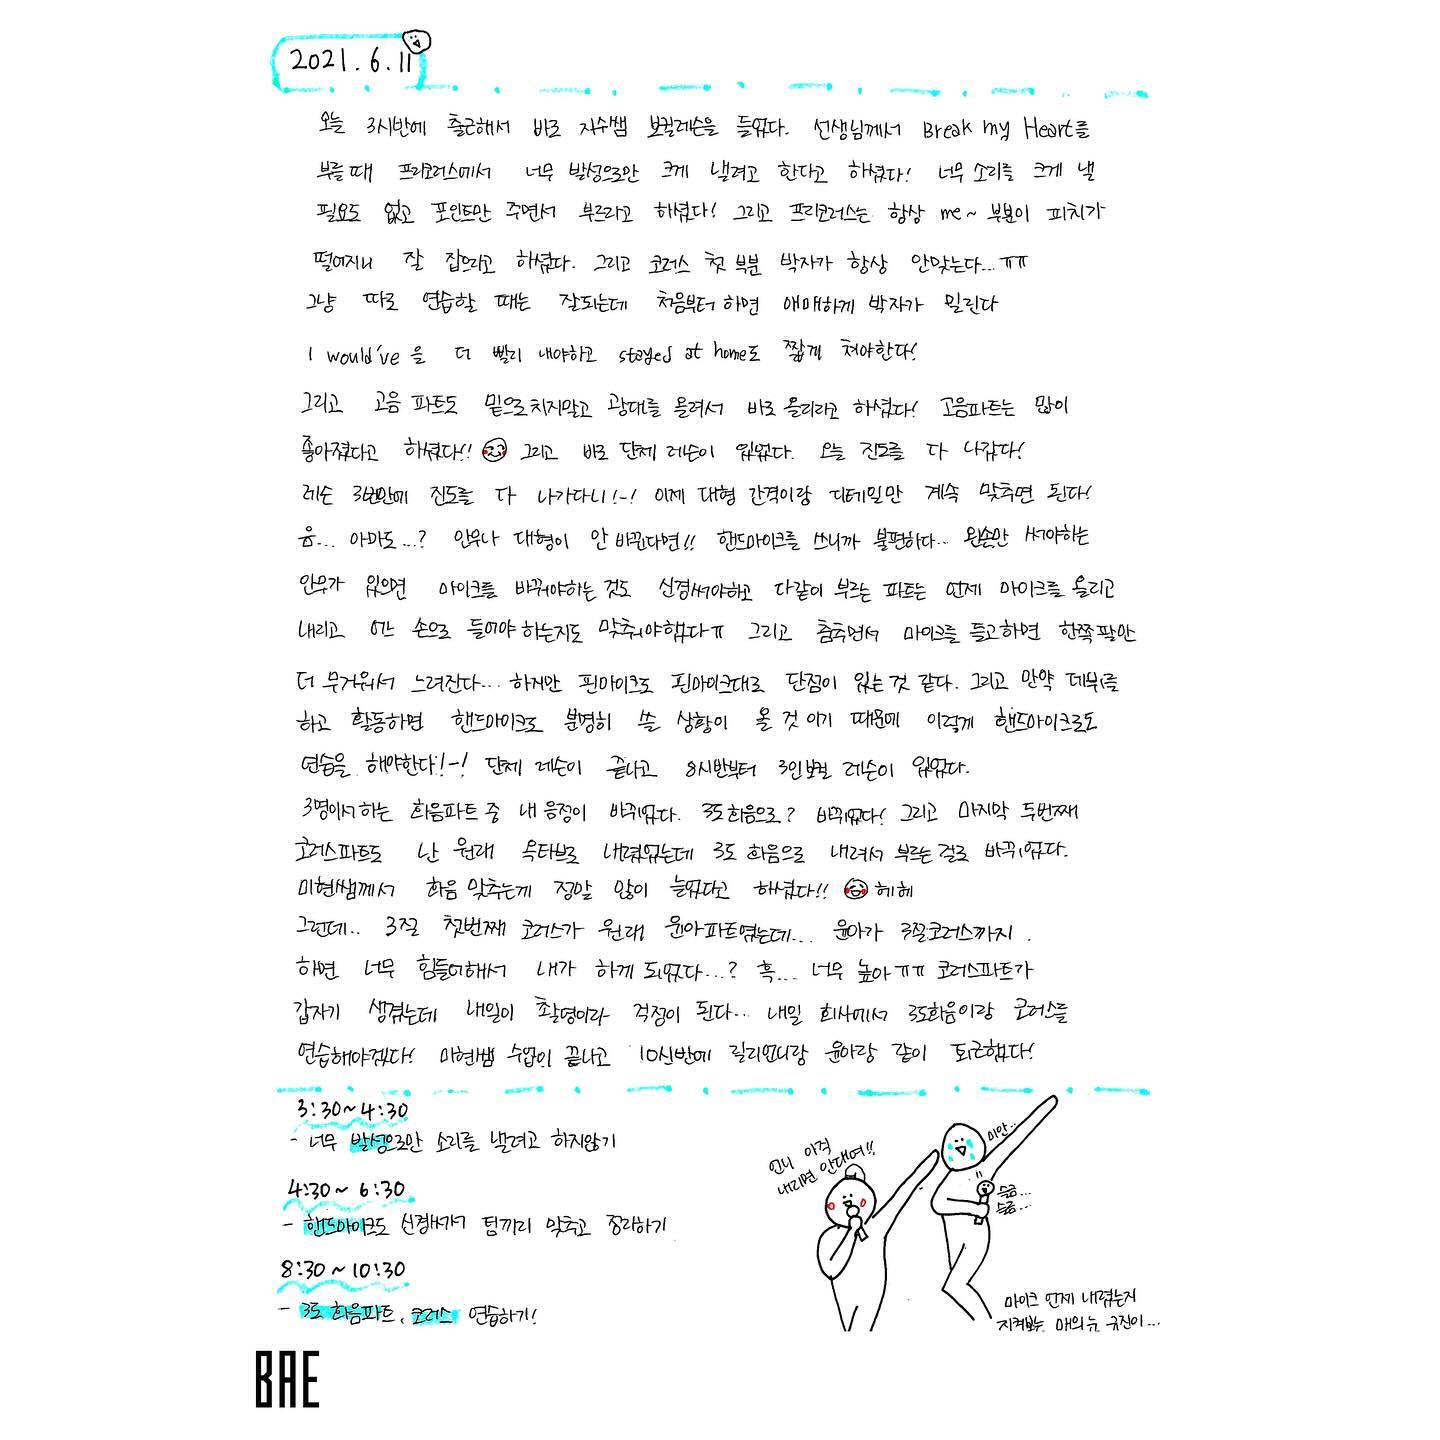 2021.6.11
오늘 3시반에 출근해서 바로 지수쌤 보컬레슨을 들었다. 선생님께서 Break my Heart를
부를 때 프리코러스에서 너무 발성으로만 크게 낼려고 한다고 하셨다! 너무 소리를 크게 낼
필요도 없고 포인트만 주면서 부르라고 하셨다! 그리고 프리코러스는 항상 me~ 부분이 피치가
떨어지니 잘 잡으라고 하셨다. 그리고 코러스 첫 부분 박자가 항상 안맞는다...ㅠㅠ
그냥 따로 연습할 때는 잘되는데 처음부터 하면 애매하게 박자가 밀린다
I would've 을 더 빨리 내야하고 stayed at home도 짧게 쳐야한다!
그리고 고음 파트도 밑으로 치지말고 광대를 올려서 바로 올리라고 하셨다! 고음파트는 많이
좋아졌다고 하셨다!! 그리고 바로 단체 레슨이 있었다. 오늘 진도를 다 나갔다!
레슨 3번만에 진도를 다 나가다니!-! 이제 대형 간격이랑 디테일만 계속 맞추면 된다!
음... 아마도...? 안무나 대형이 안 바뀐다면!! 핸드마이크를 쓰니까 불편하다... 왼손만 써야하는
안무가 있으면 마이크를 바꿔야하는 것도 신경써야하고 다같이 부르는 파트는 언제 마이크를 올리고
내리고 어느 손으로 들어야 하는지도 맞춰야했다ㅠ 그리고 춤추면서 마이크를 들고하면 한쪽 팔만
더 무거워서 느려진다... 하지만 핀마이크도 핀마이크대로 단점이 있는 것 같다. 그리고 만약 데뷔를
하고 활동하면 핸드마이크도 분명히 쓸 상황이 올 것 이기 때문에 이렇게 핸드마이크로도
연습을 해야한다!-! 단체 레슨이 끝나고 8시반부터 3인보컬 레슨이 있었다.
3명이서 하는 화음파트 중 내 음정이 바뀌었다. 3도화음으로? 바뀌었다! 그리고 마지막 두번째
코러스파트도 난 원래 옥타브로 내렸었는데 3도 화음으로 내려서 부르는 걸로 바뀌었다.
미현쌤께서 화음 맞추는게 정말 많이 늘었다고 하셨다!! 헤헤
그런데.. 3절 첫번째 코러스가 원래 윤아파트였는데... 윤아가 3절코러스까지.
하면 너무 힘들어해서 내가 하게 되었다...? 흑... 너무 높아ㅠㅠ 코러스파트가
갑자기 생겼는데 내일이 촬영이라 걱정이 된다... 내일 회사에서 3도화음이랑 코러스를
연습해야겠다! 미현쌤 수업이 끝나고 10시반에 릴리언니랑 윤아랑 같이 퇴근했다!
3:30~4:30
- 너무 발성으로만 소리를 낼려고 하지않기
4:30~6:30
- 핸드마이크도 신경써서 팀끼리 맞추고 정리하기
8:30~10:30
- 3도 화음파트, 코러스 연습하기!
언니 아직
내리면 안대여!!
미안..
슬금...
슬금...
마이크 언제 내렸는지
지켜보는 매의눈 규진이...
BAE